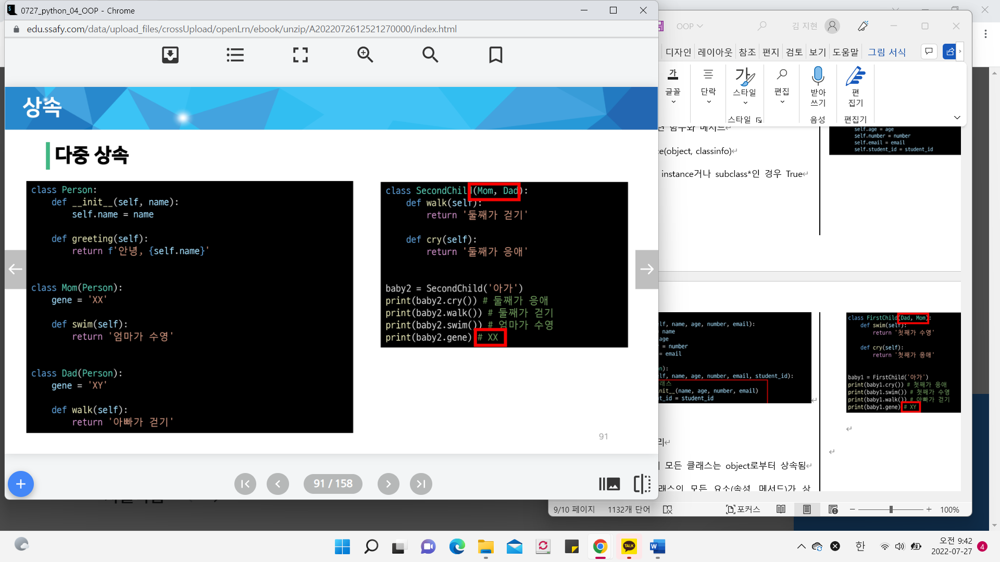 0727_python_04_OOP - Chrome
edu.ssafy.com/data/upload_files/crossUpload/openLrn/ebook/unzip/A2022072612521270000/index.html
상속
다중 상속
class Person:
def __init__(self, name):
self.name = name
def greeting(self):
return f'안녕, {self.name}'
class Mom(Person):
gene = 'XX'
def swim(self):
return '엄마가 수영'
class Dad(Person):
gene = 'XY'
def walk(self):
return '아빠가 걷기'
class SecondChild(Mom, Dad):
def walk(self):
return '둘째가 걷기'
def cry(self):
return '둘째가 응애'
baby2 = SecondChild('아가')
print(baby2.cry()) # 둘째가 응애
print(baby2.walk()) # 둘째가 걷기
print(baby2.swim()) # 엄마가 수영
print(baby2.gene) # XX
91
91 / 158
OOP
김 지현
디자인 레이아웃 참조 편지 검토 보기 도움말 그림 서식
글꼴
단락
스타일
편집
받아
쓰기
편
집기
스타일
음성
편집기
함수와 메서드
ce(object, classinfo)
instance거나 subclass*인 경우 True
self.age = age
self.number = number
self.email = email
self.student_id = student_id
lf, name, age, number, email):
name
age
= number
= email
n):
lf, name, age, number, email, student_id):
래스
init__(name, age, number, email)
t_id = student_id
리
모든 클래스는 object로부터 상속됨
래스의 모든 요소(속성, 메서드)가 상
class FirstChild(Dad, Mom):
def swim(self):
return '첫째가 수영'
def cry(self):
return '첫째가 응애'
baby1 = FirstChild('아가')
print(baby1.cry()) # 첫째가 응애
print(baby1.swim()) # 첫째가 수영
print(baby1.walk()) # 아빠가 걷기
print(baby1.gene) # XY
9/10 페이지
1132개 단어
포커스
100%
TALK
한
오전 9:42
2022-07-27
4